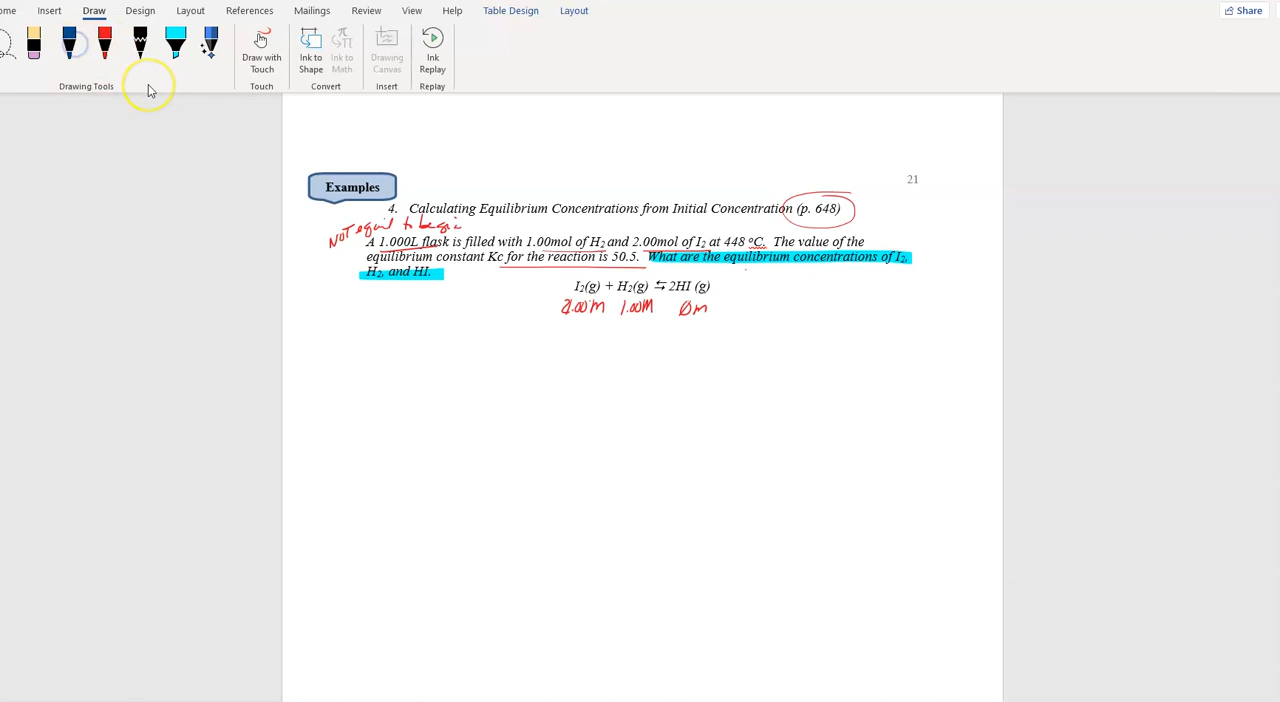 ome Draw Design Layout References Mailings Review View Help Table Design Layout Share
Insert
Draw with Touch
Ink to Shape
Ink to Math
Drawing Canvas
Ink Replay
Drawing Tools Touch Convert Insert Replay
21
Examples
4. Calculating Equilibrium Concentrations from Initial Concentration (p. 648)
NOT equil to begin
A 1.000L flask is filled with 1.00mol of H2 and 2.00mol of I2 at 448 °C. The value of the
equilibrium constant Kc for the reaction is 50.5. What are the equilibrium concentrations of I2,
H2, and HI.
I2(g) + H2(g) ⇆ 2HI (g)
2.00M 1.00M 0m